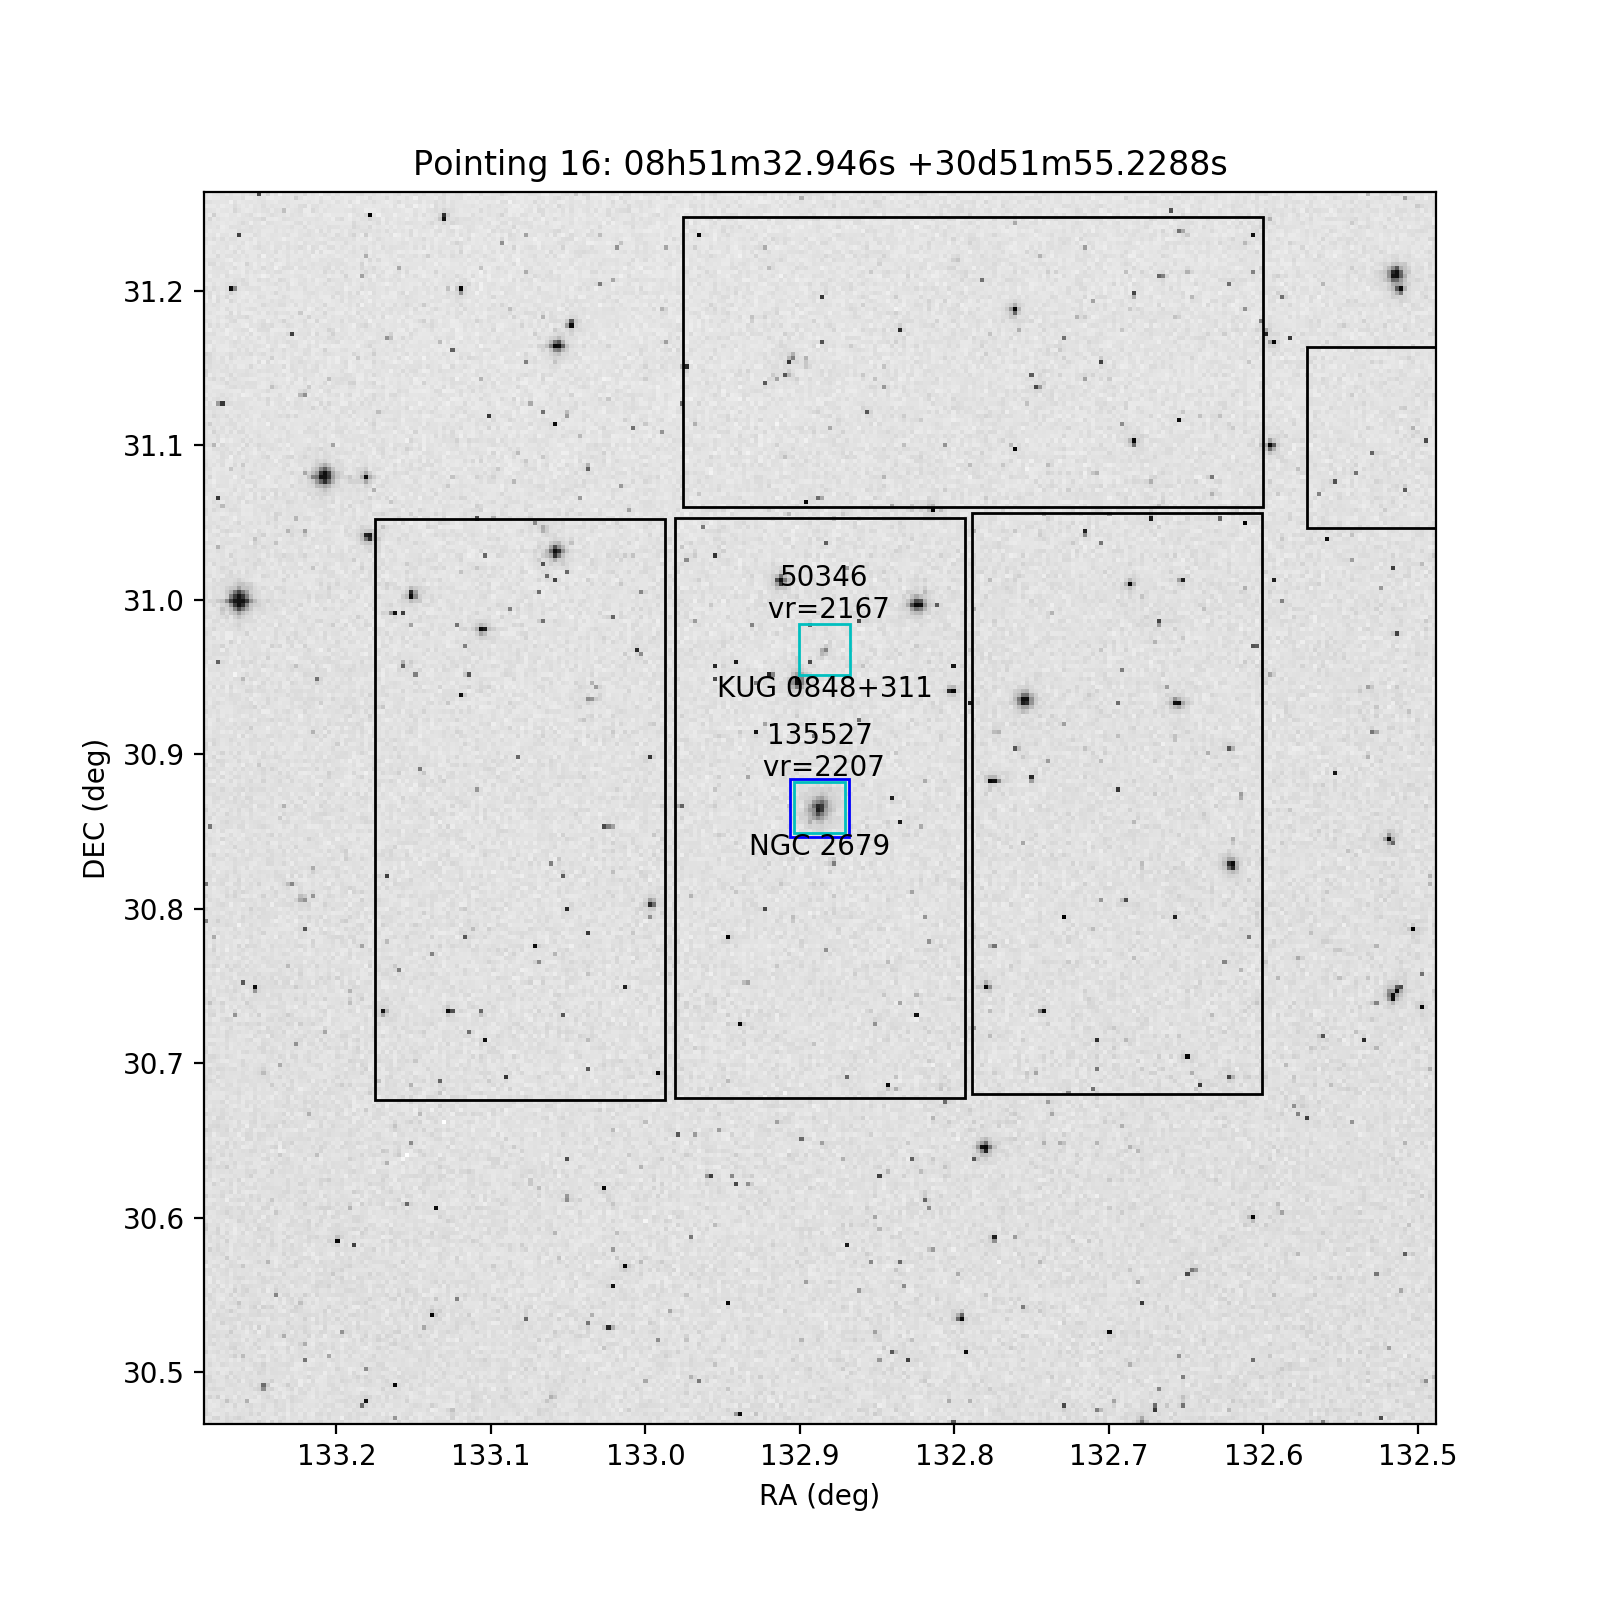 Pointing 16: 08h51m32.946s +30d51m55.2288s
31.2
31.1
31.0
30.9
30.8
30.7
30.6
30.5
DEC (deg)
50346
vr=2167
KUG 0848+311
135527
vr=2207
NGC 2679
133.2 133.1 133.0 132.9 132.8 132.7 132.6 132.5
RA (deg)